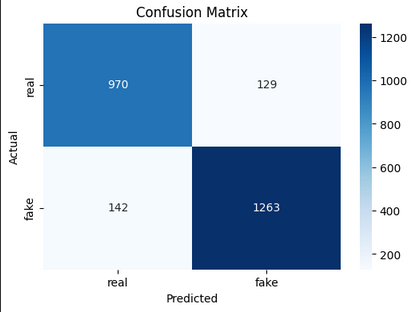 Confusion Matrix
1200
1000
800
600
400
200
real
970
129
Actual
fake
142
1263
real
fake
Predicted